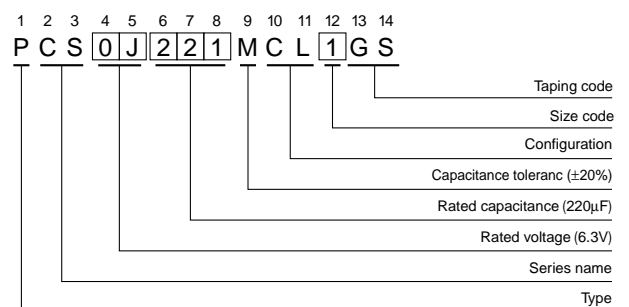 1 2 3 4 5 6 7 8 9 10 11 12 13 14
P C S 0 J 2 2 1 M C L 1 G S
Taping code
Size code
Configuration
Capacitance toleranc (±20%)
Rated capacitance (220μF)
Rated voltage (6.3V)
Series name
Type